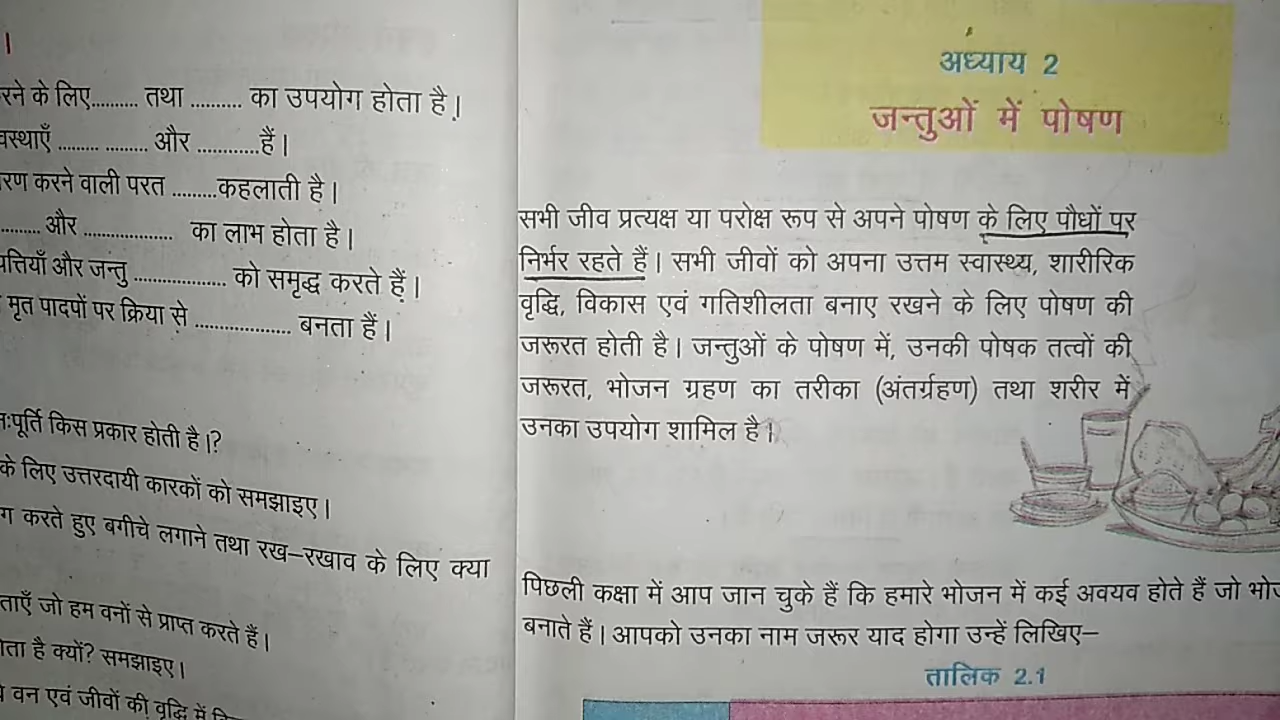 ।
रने के लिए.......... तथा .......... का उपयोग होता है।
वस्थाएँ ........ ......... और ............हैं।
रण करने वाली परत .........कहलाती है।
......... और .................. का लाभ होता है।
पत्तियाँ और जन्तु .................. को समृद्ध करते हैं।
मृत पादपों पर क्रिया से ................... बनता हैं।
नःपूर्ति किस प्रकार होती है।?
के लिए उत्तरदायी कारकों को समझाइए।
ग करते हुए बगीचे लगाने तथा रख–रखाव के लिए क्या
ताएँ जो हम वनों से प्राप्त करते हैं।
ोता है क्यों? समझाइए।
वन एवं जीवों की वृद्धि में
अध्याय 2
जन्तुओं में पोषण
सभी जीव प्रत्यक्ष या परोक्ष रूप से अपने पोषण के लिए पौधों पर
निर्भर रहते हैं। सभी जीवों को अपना उत्तम स्वास्थ्य, शारीरिक
वृद्धि, विकास एवं गतिशीलता बनाए रखने के लिए पोषण की
जरूरत होती है। जन्तुओं के पोषण में, उनकी पोषक तत्वों की
जरूरत, भोजन ग्रहण का तरीका (अंतर्ग्रहण) तथा शरीर में
उनका उपयोग शामिल है।
पिछली कक्षा में आप जान चुके हैं कि हमारे भोजन में कई अवयव होते हैं जो भोज
बनाते हैं। आपको उनका नाम जरूर याद होगा उन्हें लिखिए–
तालिक 2.1